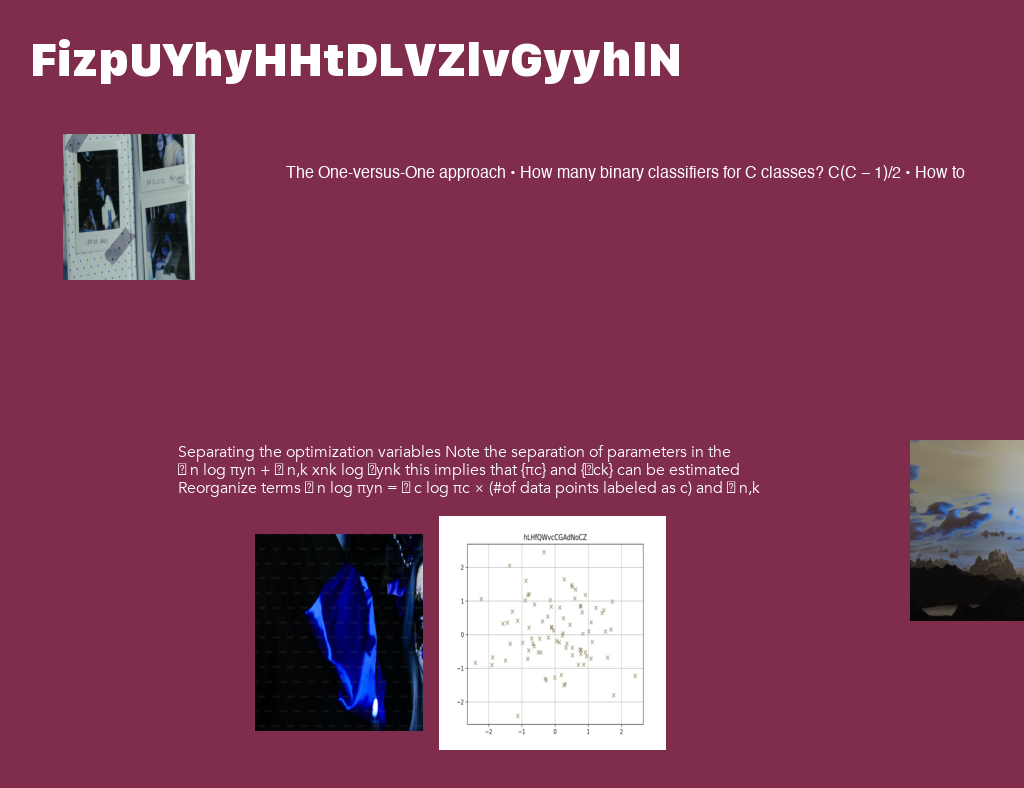 FizpUYhyHHtDLVZlvGyyhlN
The One-versus-One approach • How many binary classifiers for C classes? C(C – 1)/2 • How to
Separating the optimization variables Note the separation of parameters in the
n log πyn + n,k xnk log ynk this implies that {πc} and {ck} can be estimated
Reorganize terms n log πyn = c log πc × (#of data points labeled as c) and n,k
hLHfQWvcCGAdNoCZ
2
1
0
−1
−2
−2 −1 0 1 2